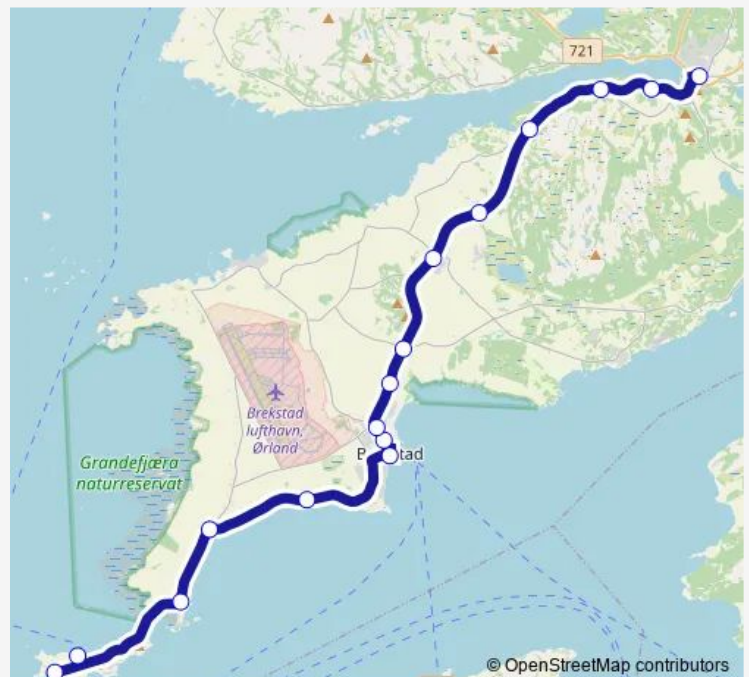 721
Brekstad
lufthavn,
Ørland
Grandefjæra
naturreservat
© OpenStreetMap contributors